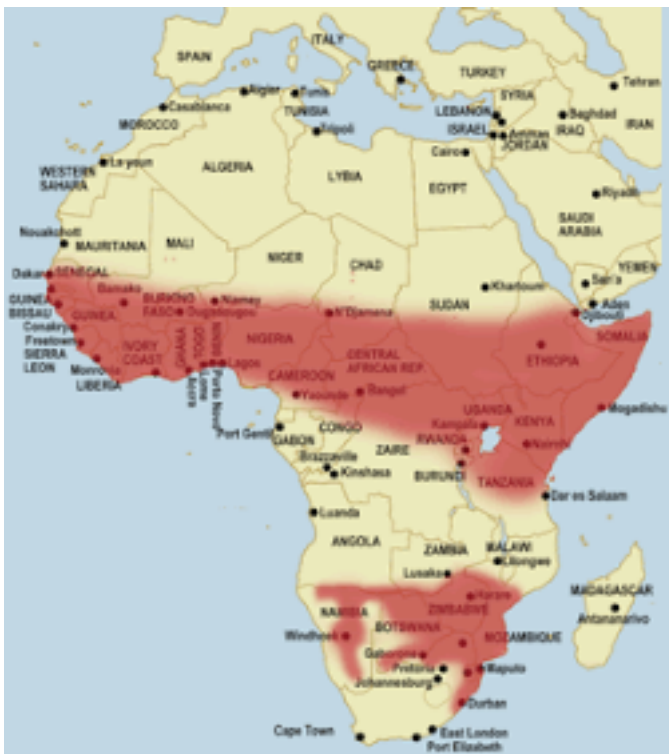 SPAIN
ITALY
GREECE
TURKEY
Tehran
SYRIA
Algier
Tunis
LEBANON
Casablanca
TUNISIA
Baghdad
MOROCCO
Tripoli
ISRAEL
Amman
IRAQ
IRAN
JORDAN
Cairo
La'youn
WESTERN
SAHARA
ALGERIA
LYBIA
EGYPT
Riyadh
SAUDI
ARABIA
Nouakchott
MAURITANIA
MALI
NIGER
CHAD
YEMEN
Dakar
SENEGAL
SUDAN
Khartoum
San'a
Aden
Bamako
BURKINO
FASO
Niamey
N'Djamena
Djibouti
GUINEA
BISSAU
GUINEA
Ougadougou
SOMALIA
Conakry
Freetown
SIERRA
LEON
IVORY
COAST
GHANA
TOGO
BENIN
NIGERIA
ETHIOPIA
Monrovia
LIBERIA
Lagos
CENTRAL
AFRICAN REP.
Accra
Lome
Porto Novo
CAMEROON
Yaounde
Bangui
UGANDA
Kampala
KENYA
Mogadishu
Port Gentil
CONGO
GABON
ZAIRE
RWANDA
Nairobi
Brazzaville
Kinshasa
BURUNDI
TANZANIA
Dar es Salaam
Luanda
ANGOLA
ZAMBIA
MALAWI
Lilongwe
Lusaka
MADAGASCAR
Harare
Antananarivo
NAMIBIA
ZIMBABWE
BOTSWANA
Windhoek
MOZAMBIQUE
Gaborone
Pretoria
Maputo
Johannesburg
Durban
Cape Town
East London
Port Elizabeth